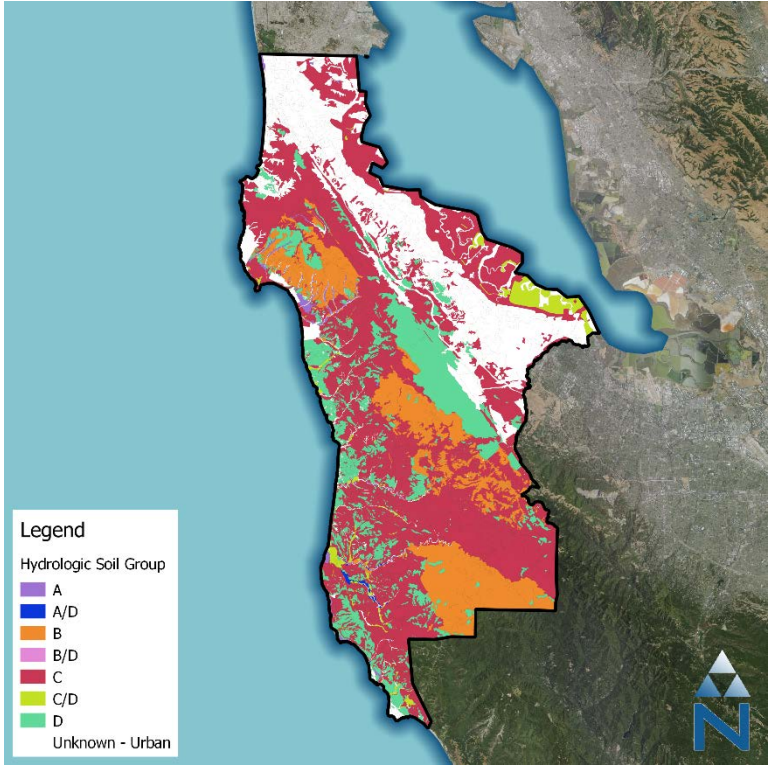 Legend
Hydrologic Soil Group
A
A/D
B
B/D
C
C/D
D
Unknown - Urban
N